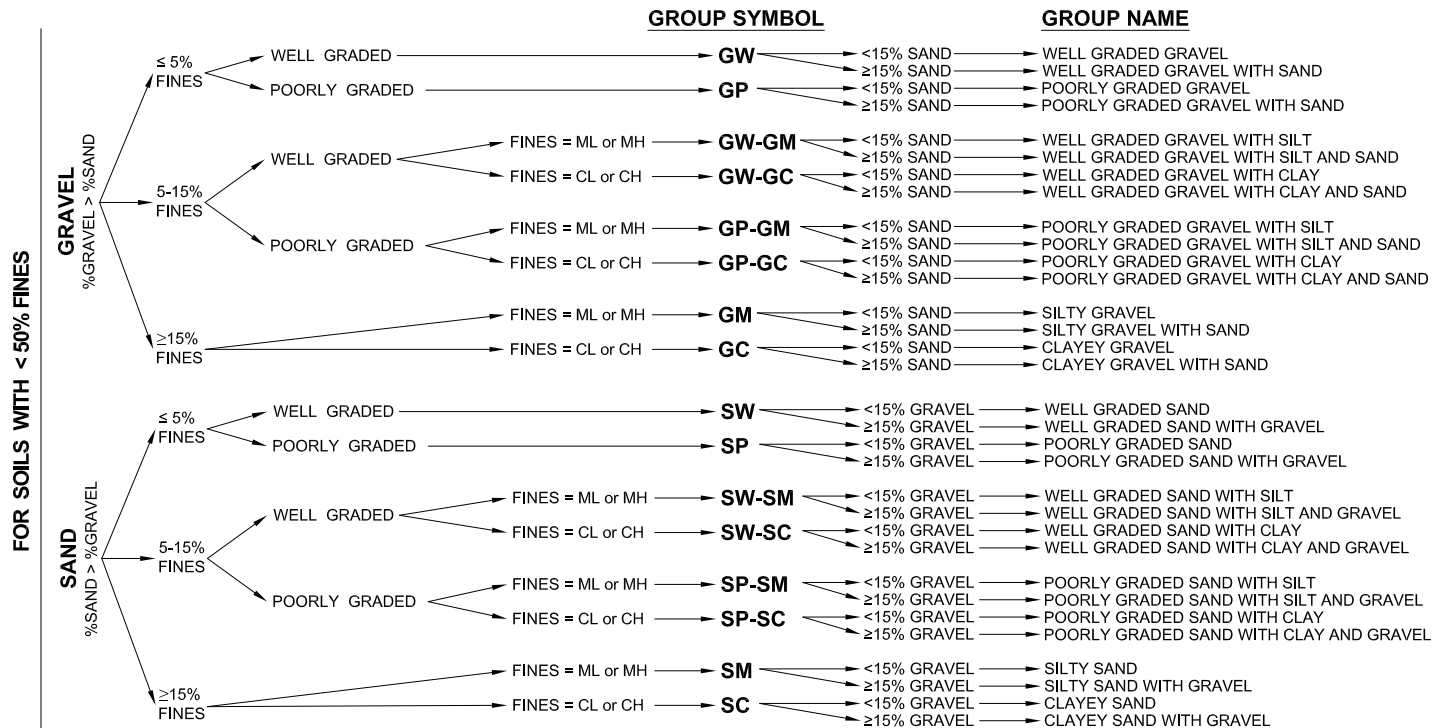 GROUP SYMBOL GROUP NAME
FOR SOILS WITH < 50% FINES
GRAVEL
%GRAVEL > %SAND
≤ 5%
FINES
WELL GRADED GW <15% SAND WELL GRADED GRAVEL
≥15% SAND WELL GRADED GRAVEL WITH SAND
POORLY GRADED GP <15% SAND POORLY GRADED GRAVEL
≥15% SAND POORLY GRADED GRAVEL WITH SAND
5-15%
FINES
WELL GRADED
FINES = ML or MH GW-GM <15% SAND WELL GRADED GRAVEL WITH SILT
≥15% SAND WELL GRADED GRAVEL WITH SILT AND SAND
FINES = CL or CH GW-GC <15% SAND WELL GRADED GRAVEL WITH CLAY
≥15% SAND WELL GRADED GRAVEL WITH CLAY AND SAND
POORLY GRADED
FINES = ML or MH GP-GM <15% SAND POORLY GRADED GRAVEL WITH SILT
≥15% SAND POORLY GRADED GRAVEL WITH SILT AND SAND
FINES = CL or CH GP-GC <15% SAND POORLY GRADED GRAVEL WITH CLAY
≥15% SAND POORLY GRADED GRAVEL WITH CLAY AND SAND
≥15%
FINES
FINES = ML or MH GM <15% SAND SILTY GRAVEL
≥15% SAND SILTY GRAVEL WITH SAND
FINES = CL or CH GC <15% SAND CLAYEY GRAVEL
≥15% SAND CLAYEY GRAVEL WITH SAND
SAND
%SAND > %GRAVEL
≤ 5%
FINES
WELL GRADED SW <15% GRAVEL WELL GRADED SAND
≥15% GRAVEL WELL GRADED SAND WITH GRAVEL
POORLY GRADED SP <15% GRAVEL POORLY GRADED SAND
≥15% GRAVEL POORLY GRADED SAND WITH GRAVEL
5-15%
FINES
WELL GRADED
FINES = ML or MH SW-SM <15% GRAVEL WELL GRADED SAND WITH SILT
≥15% GRAVEL WELL GRADED SAND WITH SILT AND GRAVEL
FINES = CL or CH SW-SC <15% GRAVEL WELL GRADED SAND WITH CLAY
≥15% GRAVEL WELL GRADED SAND WITH CLAY AND GRAVEL
POORLY GRADED
FINES = ML or MH SP-SM <15% GRAVEL POORLY GRADED SAND WITH SILT
≥15% GRAVEL POORLY GRADED SAND WITH SILT AND GRAVEL
FINES = CL or CH SP-SC <15% GRAVEL POORLY GRADED SAND WITH CLAY
≥15% GRAVEL POORLY GRADED SAND WITH CLAY AND GRAVEL
≥15%
FINES
FINES = ML or MH SM <15% GRAVEL SILTY SAND
≥15% GRAVEL SILTY SAND WITH GRAVEL
FINES = CL or CH SC <15% GRAVEL CLAYEY SAND
≥15% GRAVEL CLAYEY SAND WITH GRAVEL